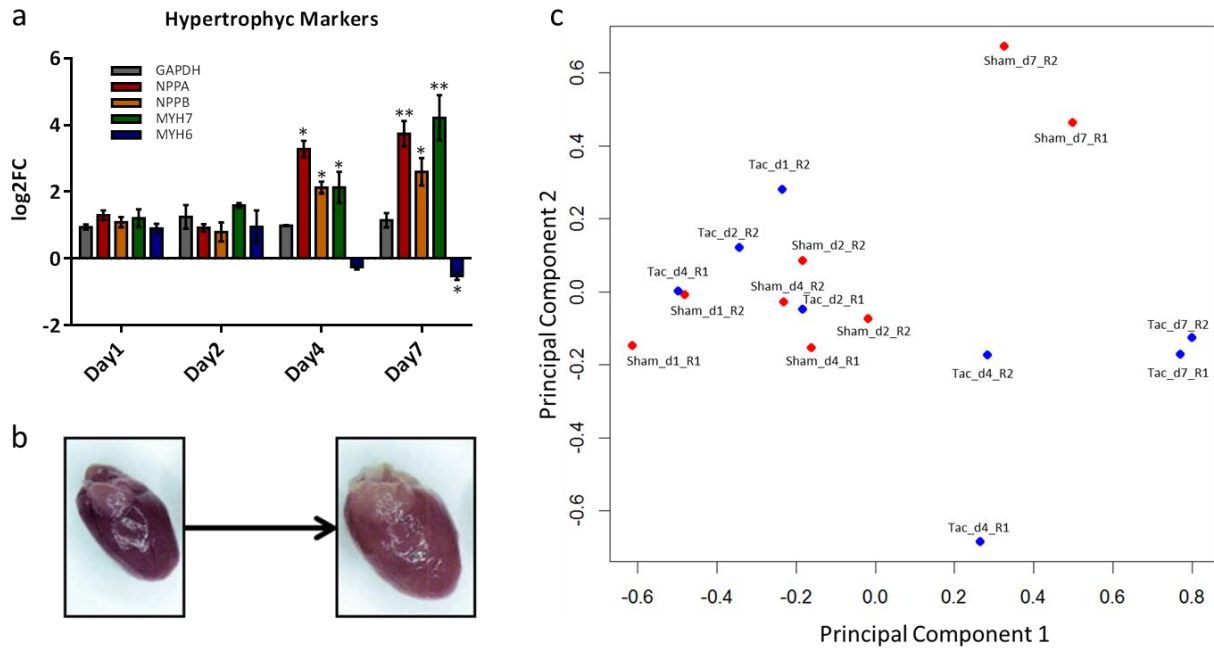 a
Hypertrophyc Markers
6
4
2
0
-2
log2FC
GAPDH
NPPA
NPPB
MYH7
MYH6
*
*
*
**
*
**
*
Day1
Day2
Day4
Day7
b
c
Principal Component 2
0.6
0.4
0.2
0.0
-0.2
-0.4
-0.6
Sham_d7_R2
Sham_d7_R1
Tac_d1_R2
Tac_d2_R2
Sham_d2_R2
Tac_d4_R1
Sham_d4_R2
Tac_d2_R1
Sham_d1_R2
Sham_d2_R2
Sham_d1_R1
Sham_d4_R1
Tac_d4_R2
Tac_d7_R2
Tac_d7_R1
Tac_d4_R1
-0.6
-0.4
-0.2
0.0
0.2
0.4
0.6
0.8
Principal Component 1